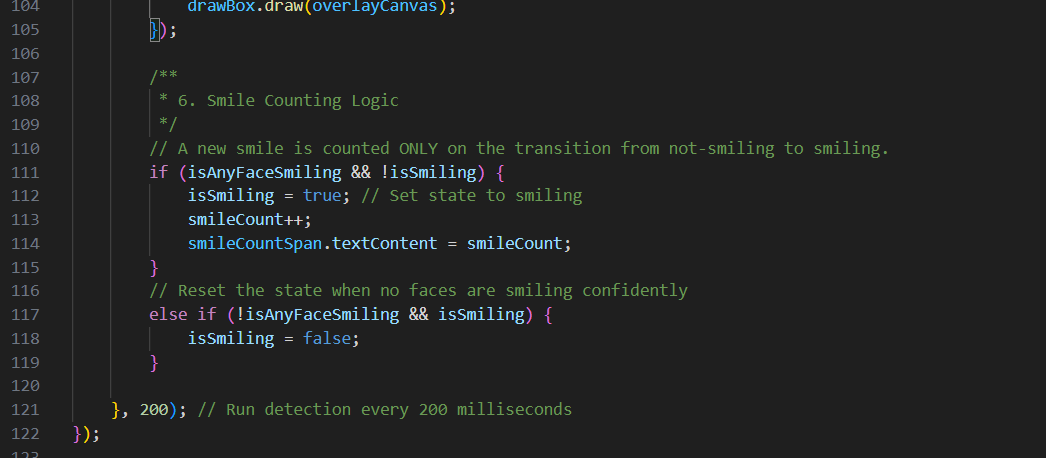 104 drawBox.draw(overlayCanvas);
105 });
106
107 /**
108 * 6. Smile Counting Logic
109 */
110 // A new smile is counted ONLY on the transition from not-smiling to smiling.
111 if (isAnyFaceSmiling && !isSmiling) {
112 isSmiling = true; // Set state to smiling
113 smileCount++;
114 smileCountSpan.textContent = smileCount;
115 }
116 // Reset the state when no faces are smiling confidently
117 else if (!isAnyFaceSmiling && isSmiling) {
118 isSmiling = false;
119 }
120
121 }, 200); // Run detection every 200 milliseconds
122 });
123